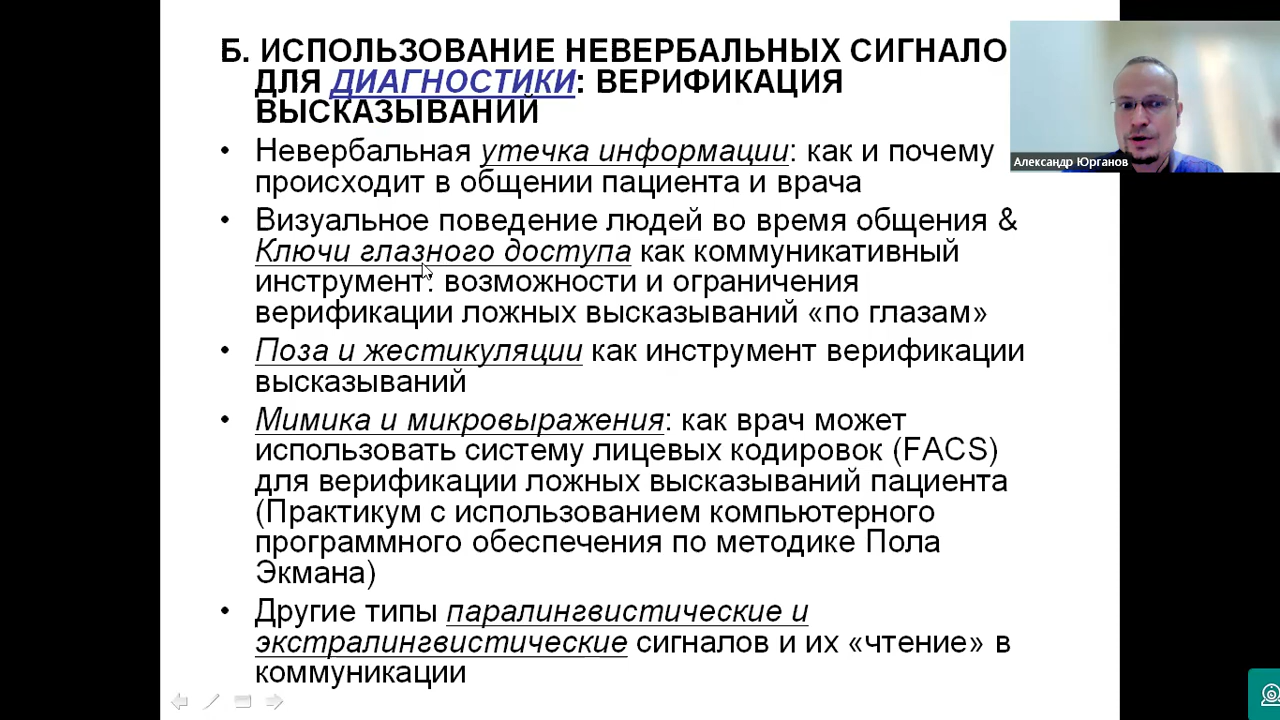 Б. ИСПОЛЬЗОВАНИЕ НЕВЕРБАЛЬНЫХ СИГНАЛО
ДЛЯ ДИАГНОСТИКИ: ВЕРИФИКАЦИЯ
ВЫСКАЗЫВАНИЙ
• Невербальная утечка информации: как и почему
происходит в общении пациента и врача
• Визуальное поведение людей во время общения &
Ключи глазного доступа как коммуникативный
инструмент: возможности и ограничения
верификации ложных высказываний «по глазам»
• Поза и жестикуляции как инструмент верификации
высказываний
• Мимика и микровыражения: как врач может
использовать систему лицевых кодировок (FACS)
для верификации ложных высказываний пациента
(Практикум с использованием компьютерного
программного обеспечения по методике Пола
Экмана)
• Другие типы паралингвистические и
экстралингвистические сигналов и их «чтение» в
коммуникации
Александр Юрганов